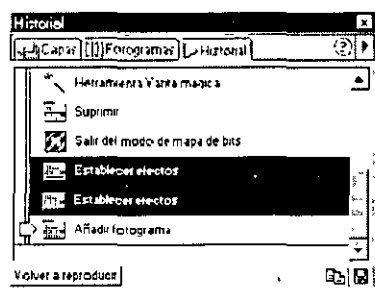 Historial
Capas Fotogramas Historial
Herramienta Varita mágica
Suprimir
Salir del modo de mapa de bits
Establecer efectos
Establecer efectos
Añadir fotograma
Volver a reproducir